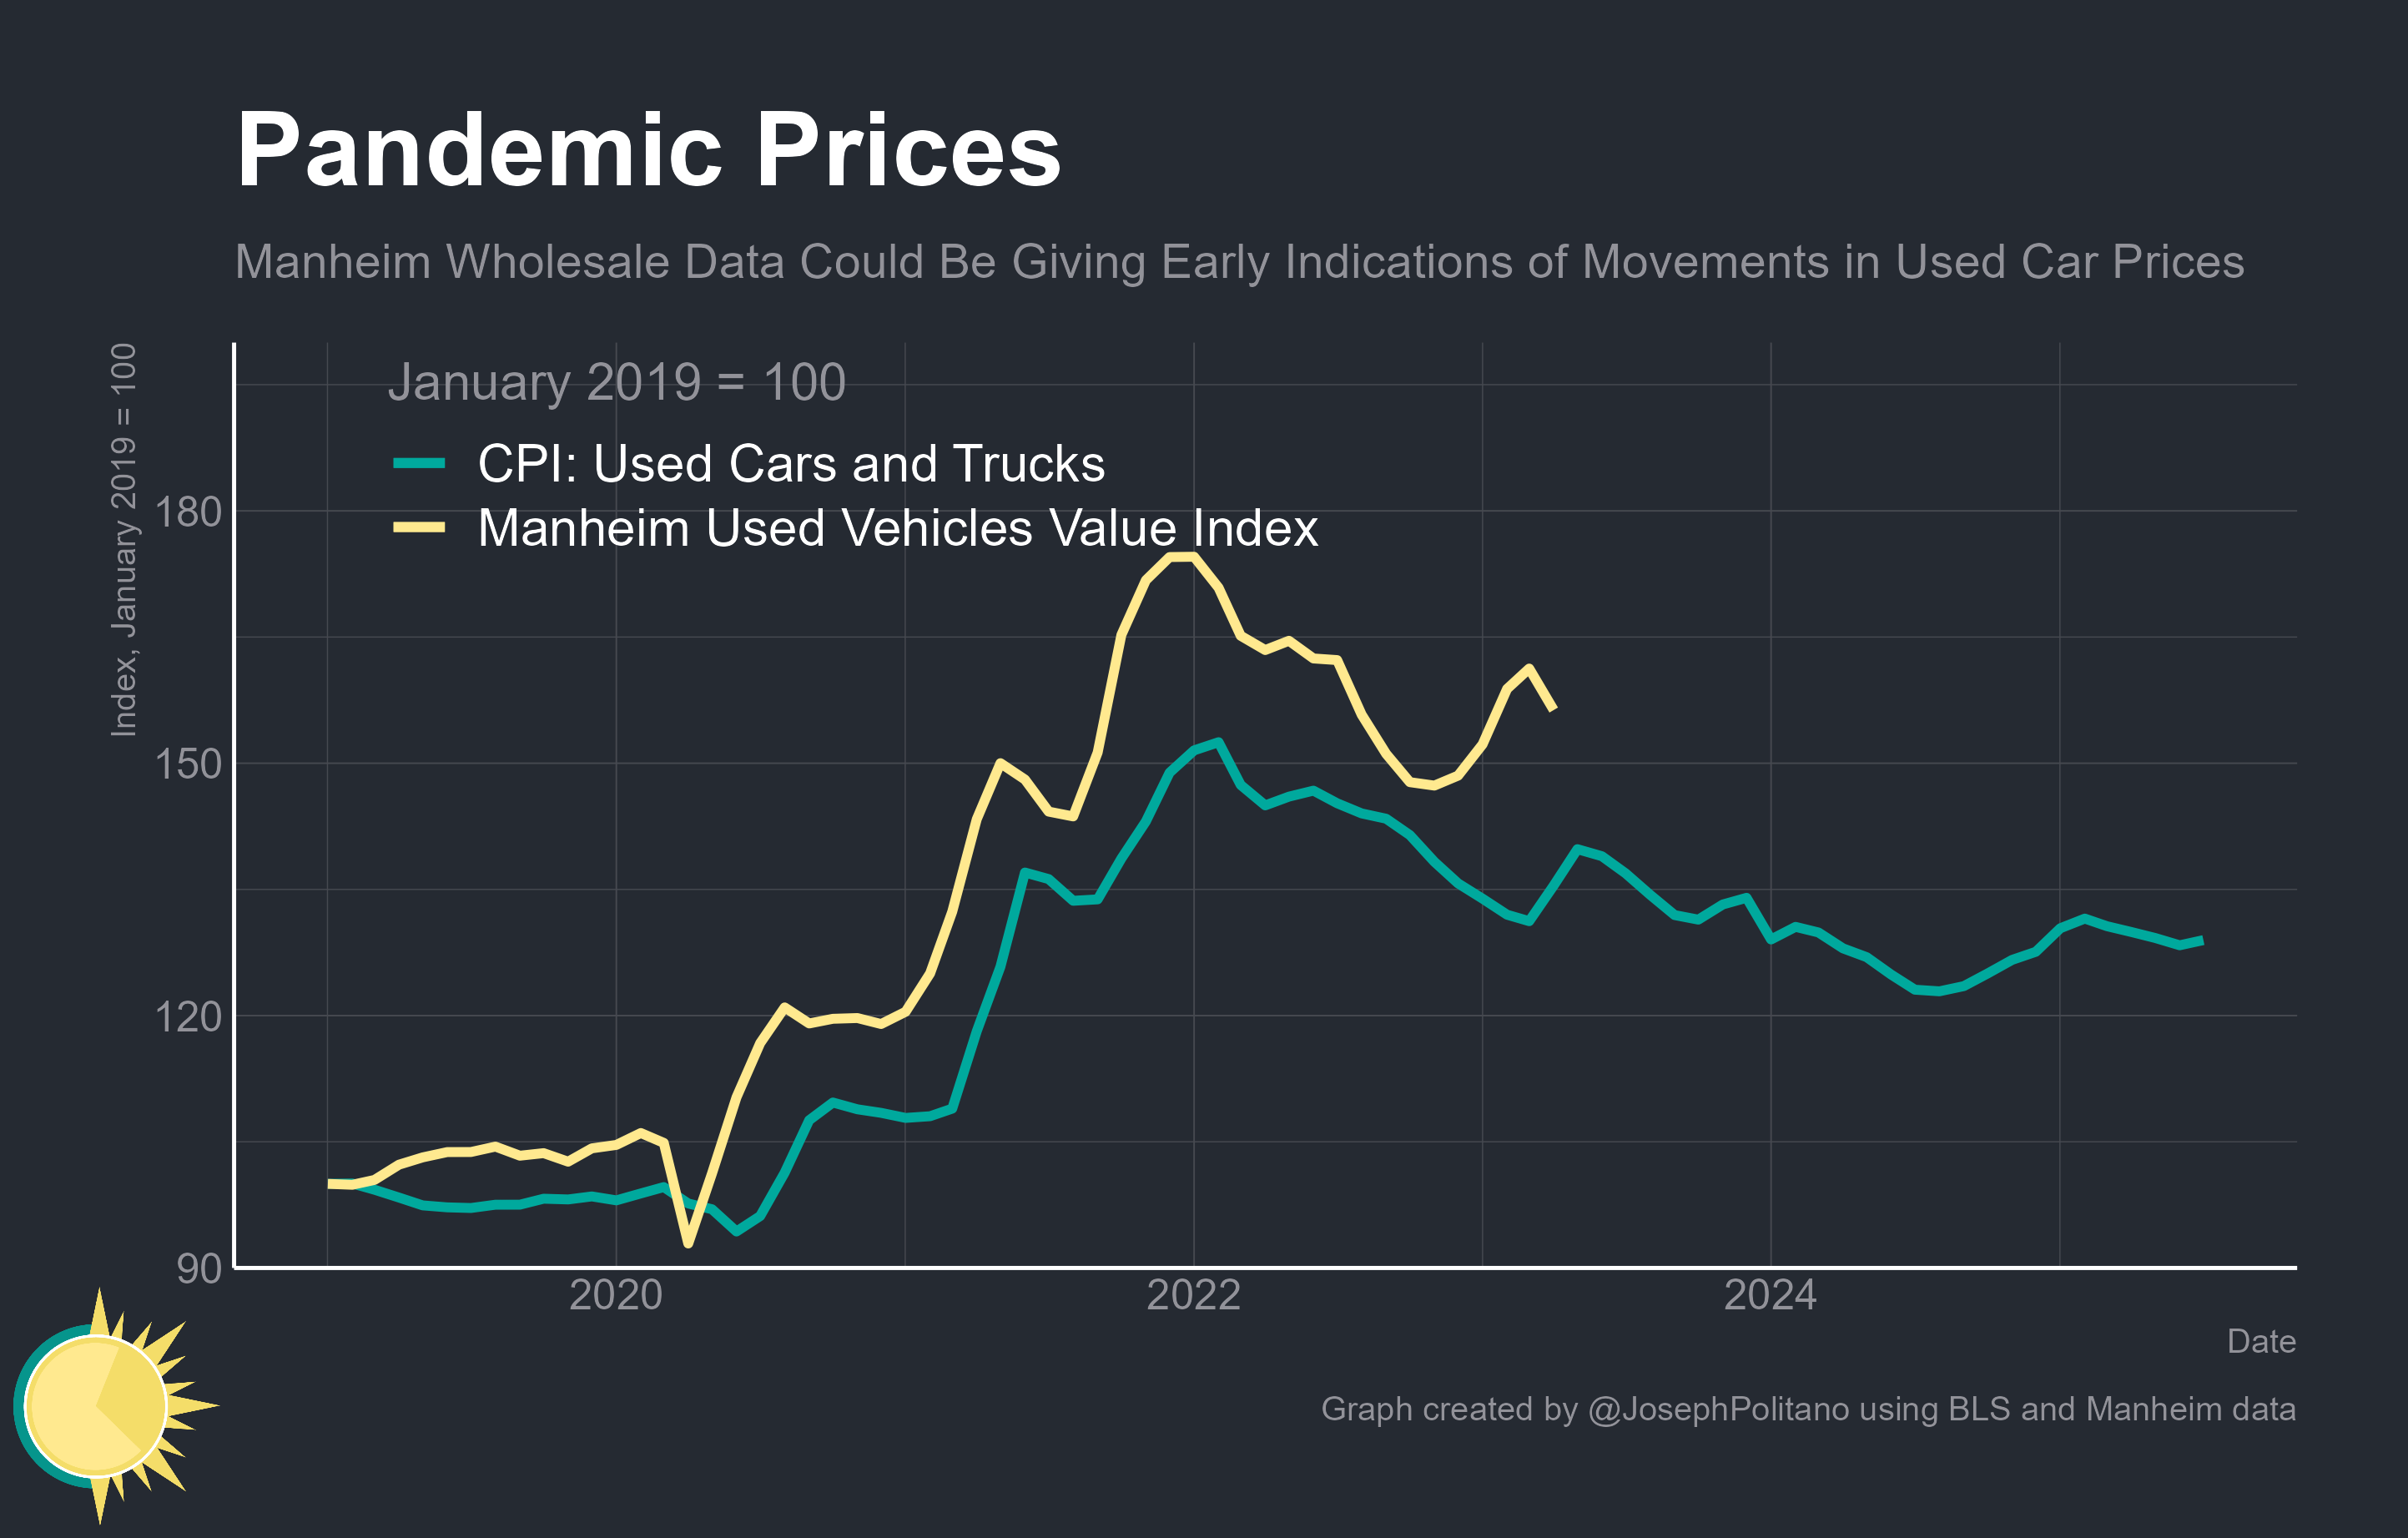 Pandemic Prices
Manheim Wholesale Data Could Be Giving Early Indications of Movements in Used Car Prices
Index, January 2019 = 100
January 2019 = 100
CPI: Used Cars and Trucks
Manheim Used Vehicles Value Index
180
150
120
90
2020
2022
2024
Date
Graph created by @JosephPolitano using BLS and Manheim data